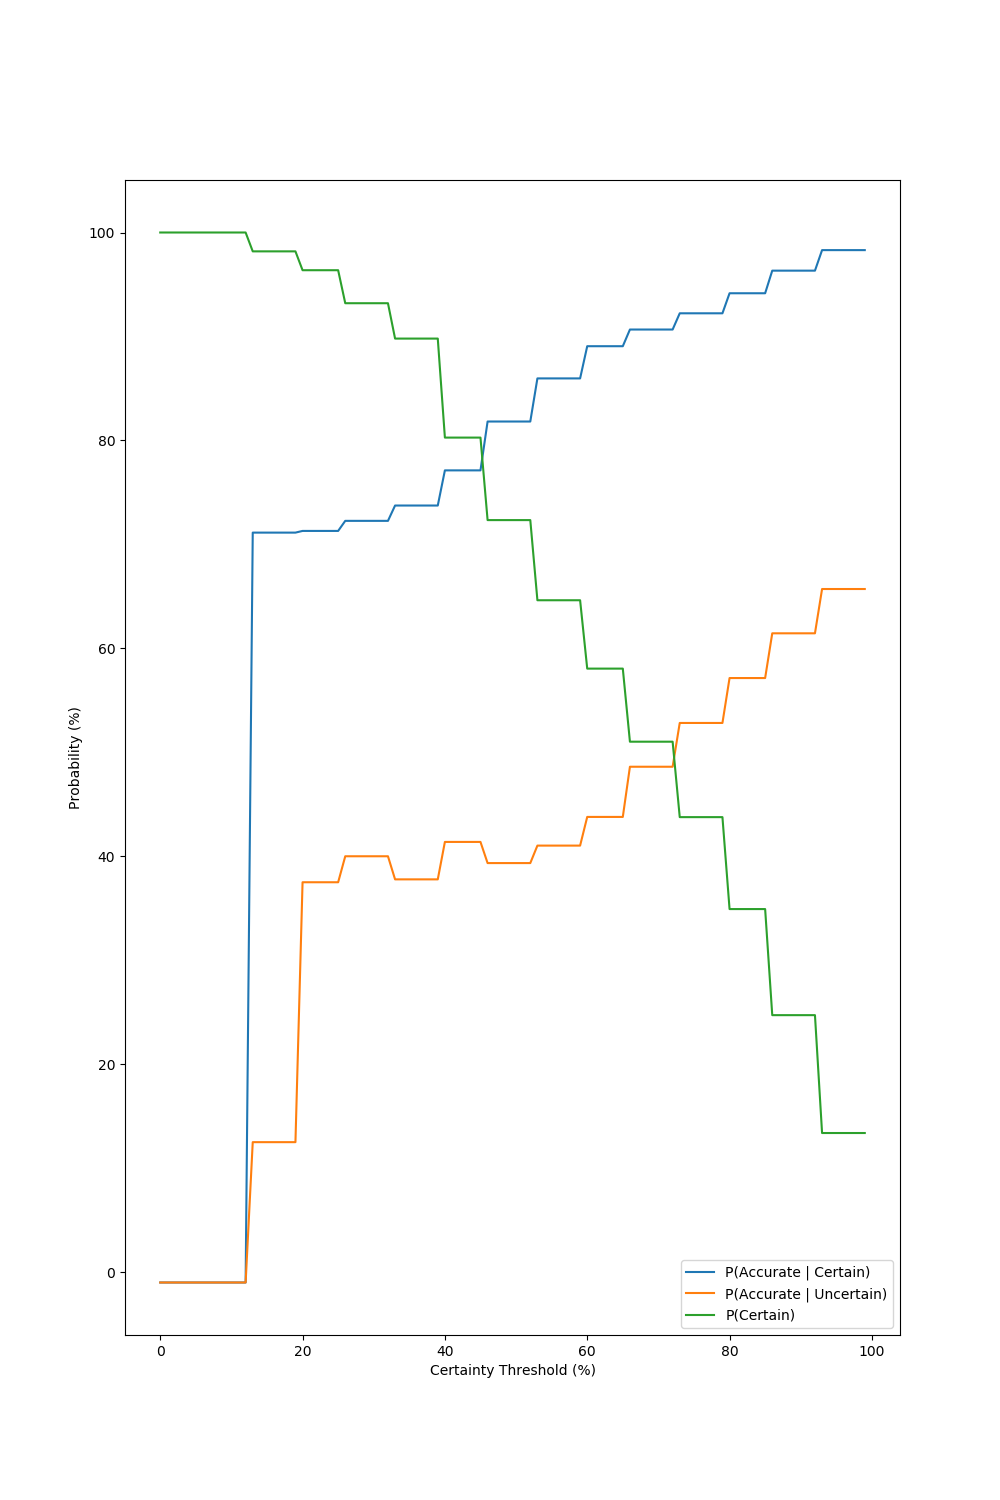 100
80
60
40
20
0
Probability (%)
0 20 40 60 80 100
Certainty Threshold (%)
P(Accurate | Certain)
P(Accurate | Uncertain)
P(Certain)